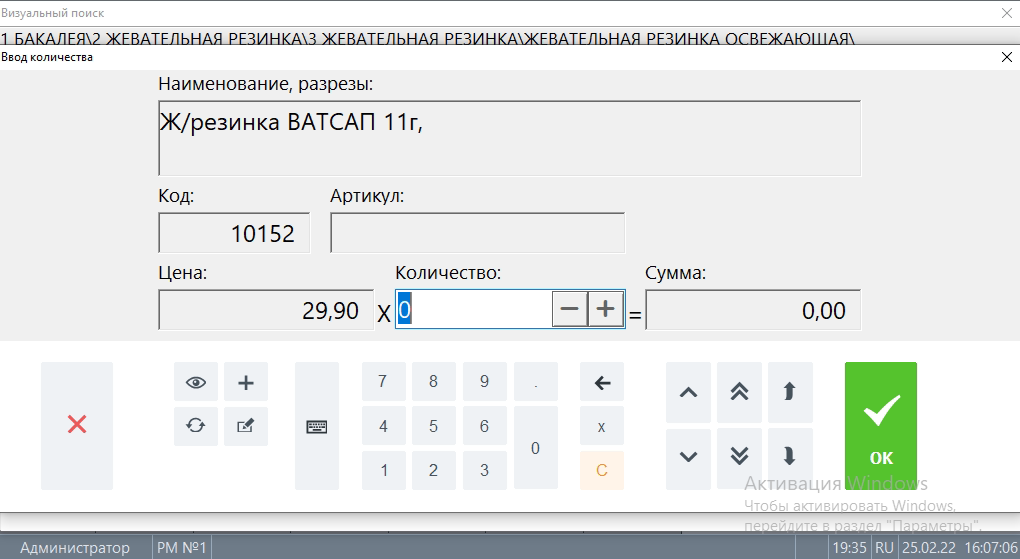 Визуальный поиск
1 БАКАЛЕЯ\2 ЖЕВАТЕЛЬНАЯ РЕЗИНКА\3 ЖЕВАТЕЛЬНАЯ РЕЗИНКА\ЖЕВАТЕЛЬНАЯ РЕЗИНКА ОСВЕЖАЮЩАЯ\
Ввод количества
Наименование, разрезы:
Ж/резинка ВАТСАП 11г,
Код: Артикул:
10152
Цена: Количество: Сумма:
29,90 X 0 − + = 0,00
7 8 9 .
4 5 6 x
0
1 2 3 C
ОК
Активация Windows
Чтобы активировать Windows,
перейдите в раздел "Параметры".
Администратор РМ №1 19:35 RU 25.02.22 16:07:06